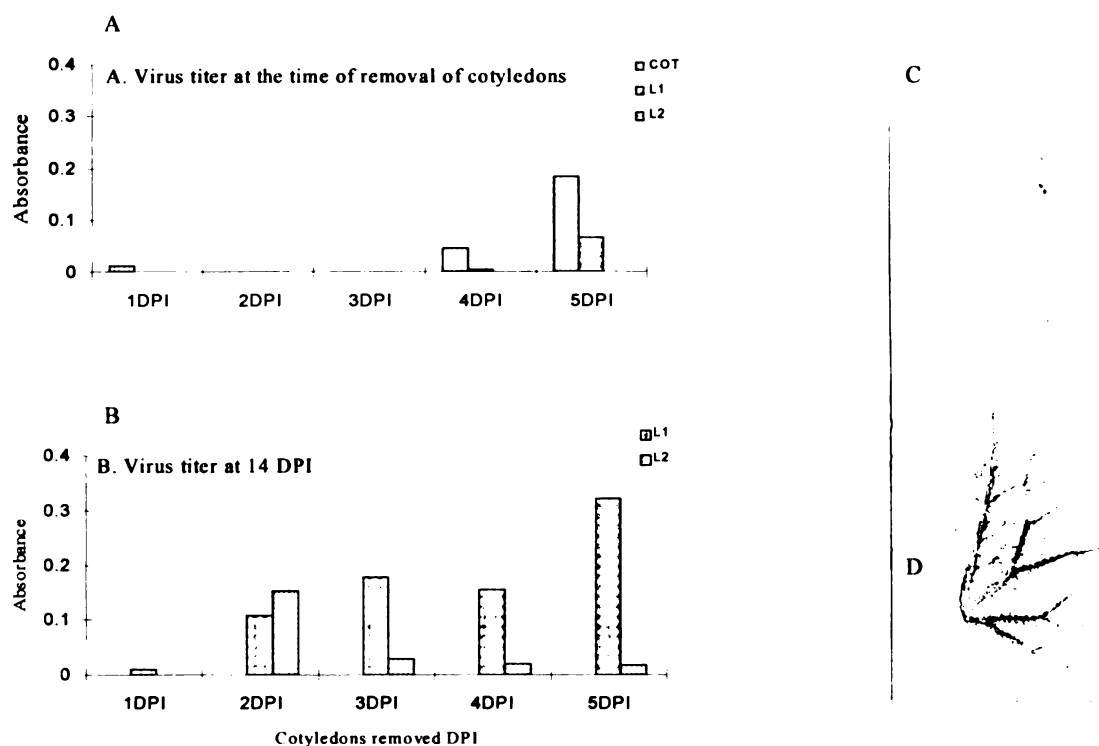 A
A. Virus titer at the time of removal of cotyledons
COT
L1
L2
Absorbance
0.4
0.3
0.2
0.1
0
1DPI 2DPI 3DPI 4DPI 5DPI
B
B. Virus titer at 14 DPI
L1
L2
Absorbance
0.4
0.3
0.2
0.1
0
1DPI 2DPI 3DPI 4DPI 5DPI
Cotyledons removed DPI
C
D